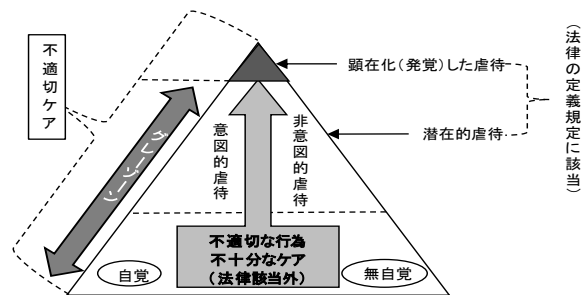 不適切ケア
グレーゾーン
顕在化（発覚）した虐待
潜在的虐待
（法律の定義規定に該当）
意図的虐待
非意図的虐待
不適切な行為
不十分なケア
（法律該当外）
自覚
無自覚